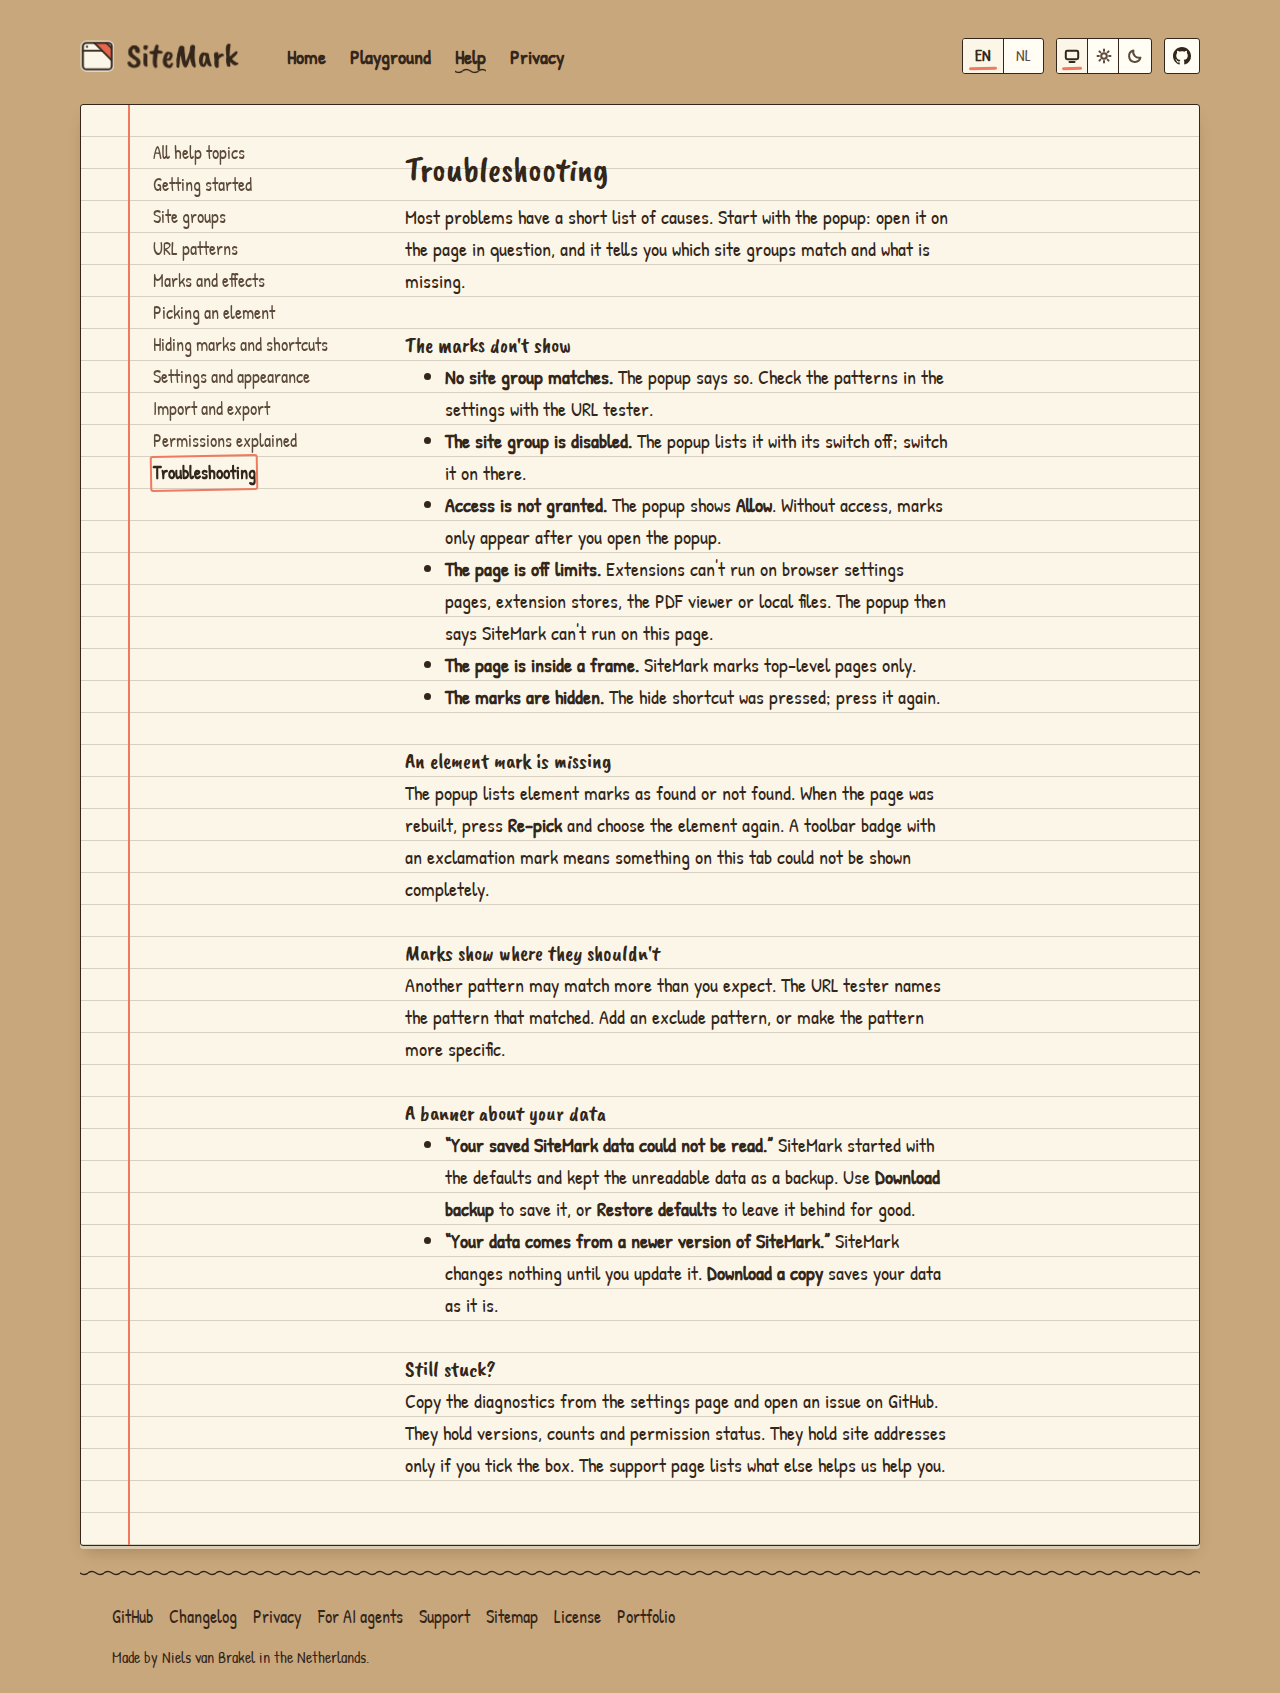 SiteMark
Home Playground Help Privacy
EN NL
All help topics
Getting started
Site groups
URL patterns
Marks and effects
Picking an element
Hiding marks and shortcuts
Settings and appearance
Import and export
Permissions explained
Troubleshooting
Troubleshooting
Most problems have a short list of causes. Start with the popup: open it on
the page in question, and it tells you which site groups match and what is
missing.
The marks don't show
No site group matches. The popup says so. Check the patterns in the
settings with the URL tester.
The site group is disabled. The popup lists it with its switch off; switch
it on there.
Access is not granted. The popup shows Allow. Without access, marks
only appear after you open the popup.
The page is off limits. Extensions can't run on browser settings
pages, extension stores, the PDF viewer or local files. The popup then
says SiteMark can't run on this page.
The page is inside a frame. SiteMark marks top-level pages only.
The marks are hidden. The hide shortcut was pressed; press it again.
An element mark is missing
The popup lists element marks as found or not found. When the page was
rebuilt, press Re-pick and choose the element again. A toolbar badge with
an exclamation mark means something on this tab could not be shown
completely.
Marks show where they shouldn't
Another pattern may match more than you expect. The URL tester names
the pattern that matched. Add an exclude pattern, or make the pattern
more specific.
A banner about your data
"Your saved SiteMark data could not be read." SiteMark started with
the defaults and kept the unreadable data as a backup. Use Download
backup to save it, or Restore defaults to leave it behind for good.
"Your data comes from a newer version of SiteMark." SiteMark
changes nothing until you update it. Download a copy saves your data
as it is.
Still stuck?
Copy the diagnostics from the settings page and open an issue on GitHub.
They hold versions, counts and permission status. They hold site addresses
only if you tick the box. The support page lists what else helps us help you.
GitHub Changelog Privacy For AI agents Support Sitemap License Portfolio
Made by Niels van Brakel in the Netherlands.